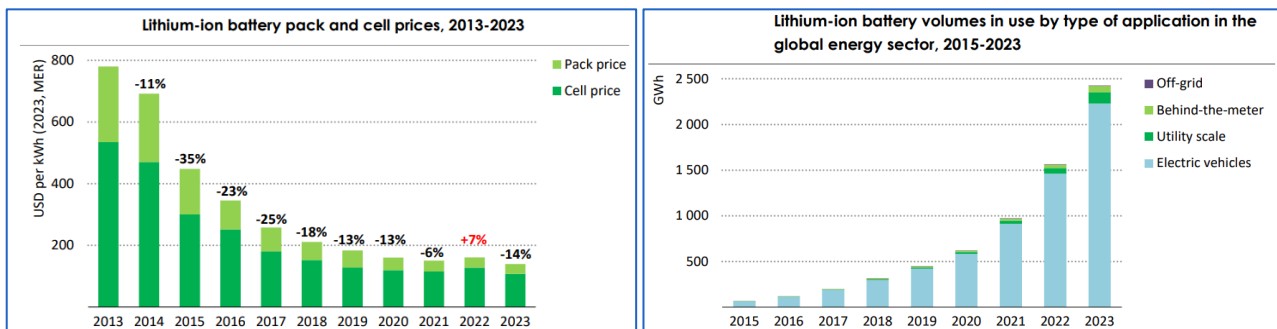 Lithium-ion battery pack and cell prices, 2013-2023
USD per kWh (2023, MER)
800
600
400
200
-11%
-35%
-23%
-25%
-18%
-13%
-13%
-6%
+7%
-14%
Pack price
Cell price
2013 2014 2015 2016 2017 2018 2019 2020 2021 2022 2023
Lithium-ion battery volumes in use by type of application in the
global energy sector, 2015-2023
GWh
2 500
2 000
1 500
1 000
500
Off-grid
Behind-the-meter
Utility scale
Electric vehicles
2015 2016 2017 2018 2019 2020 2021 2022 2023